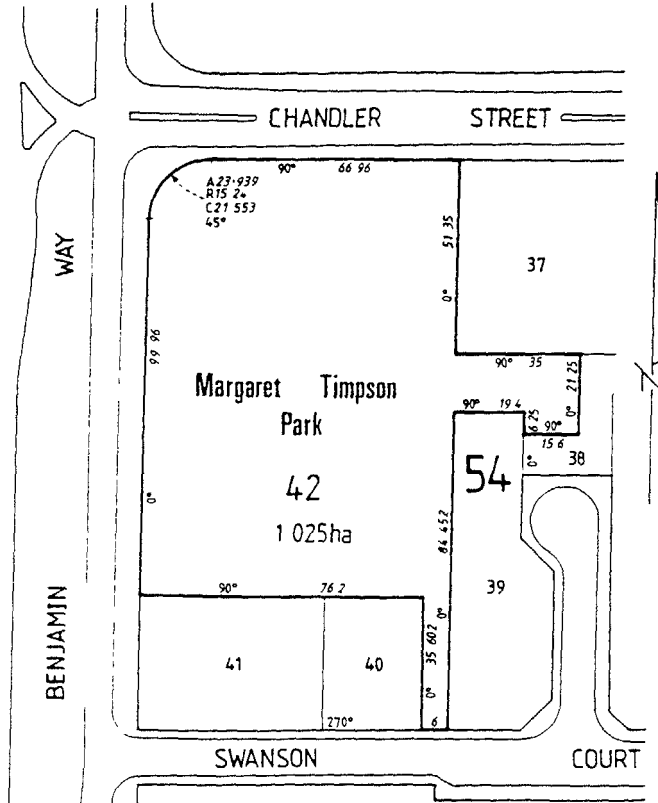 CHANDLER STREET
90° 66 96
A23·939
R15 24
C21 553
45°
WAY
51 35
0°
37
99 96
90° 35
21 25
0°
Margaret Timpson
Park
90° 19 4
6 25
90°
15 6
0°
38
54
42
1 025ha
0°
84 452
0°
39
90° 76 2
BENJAMIN
41
40
35 602
0°
270° 6
SWANSON COURT